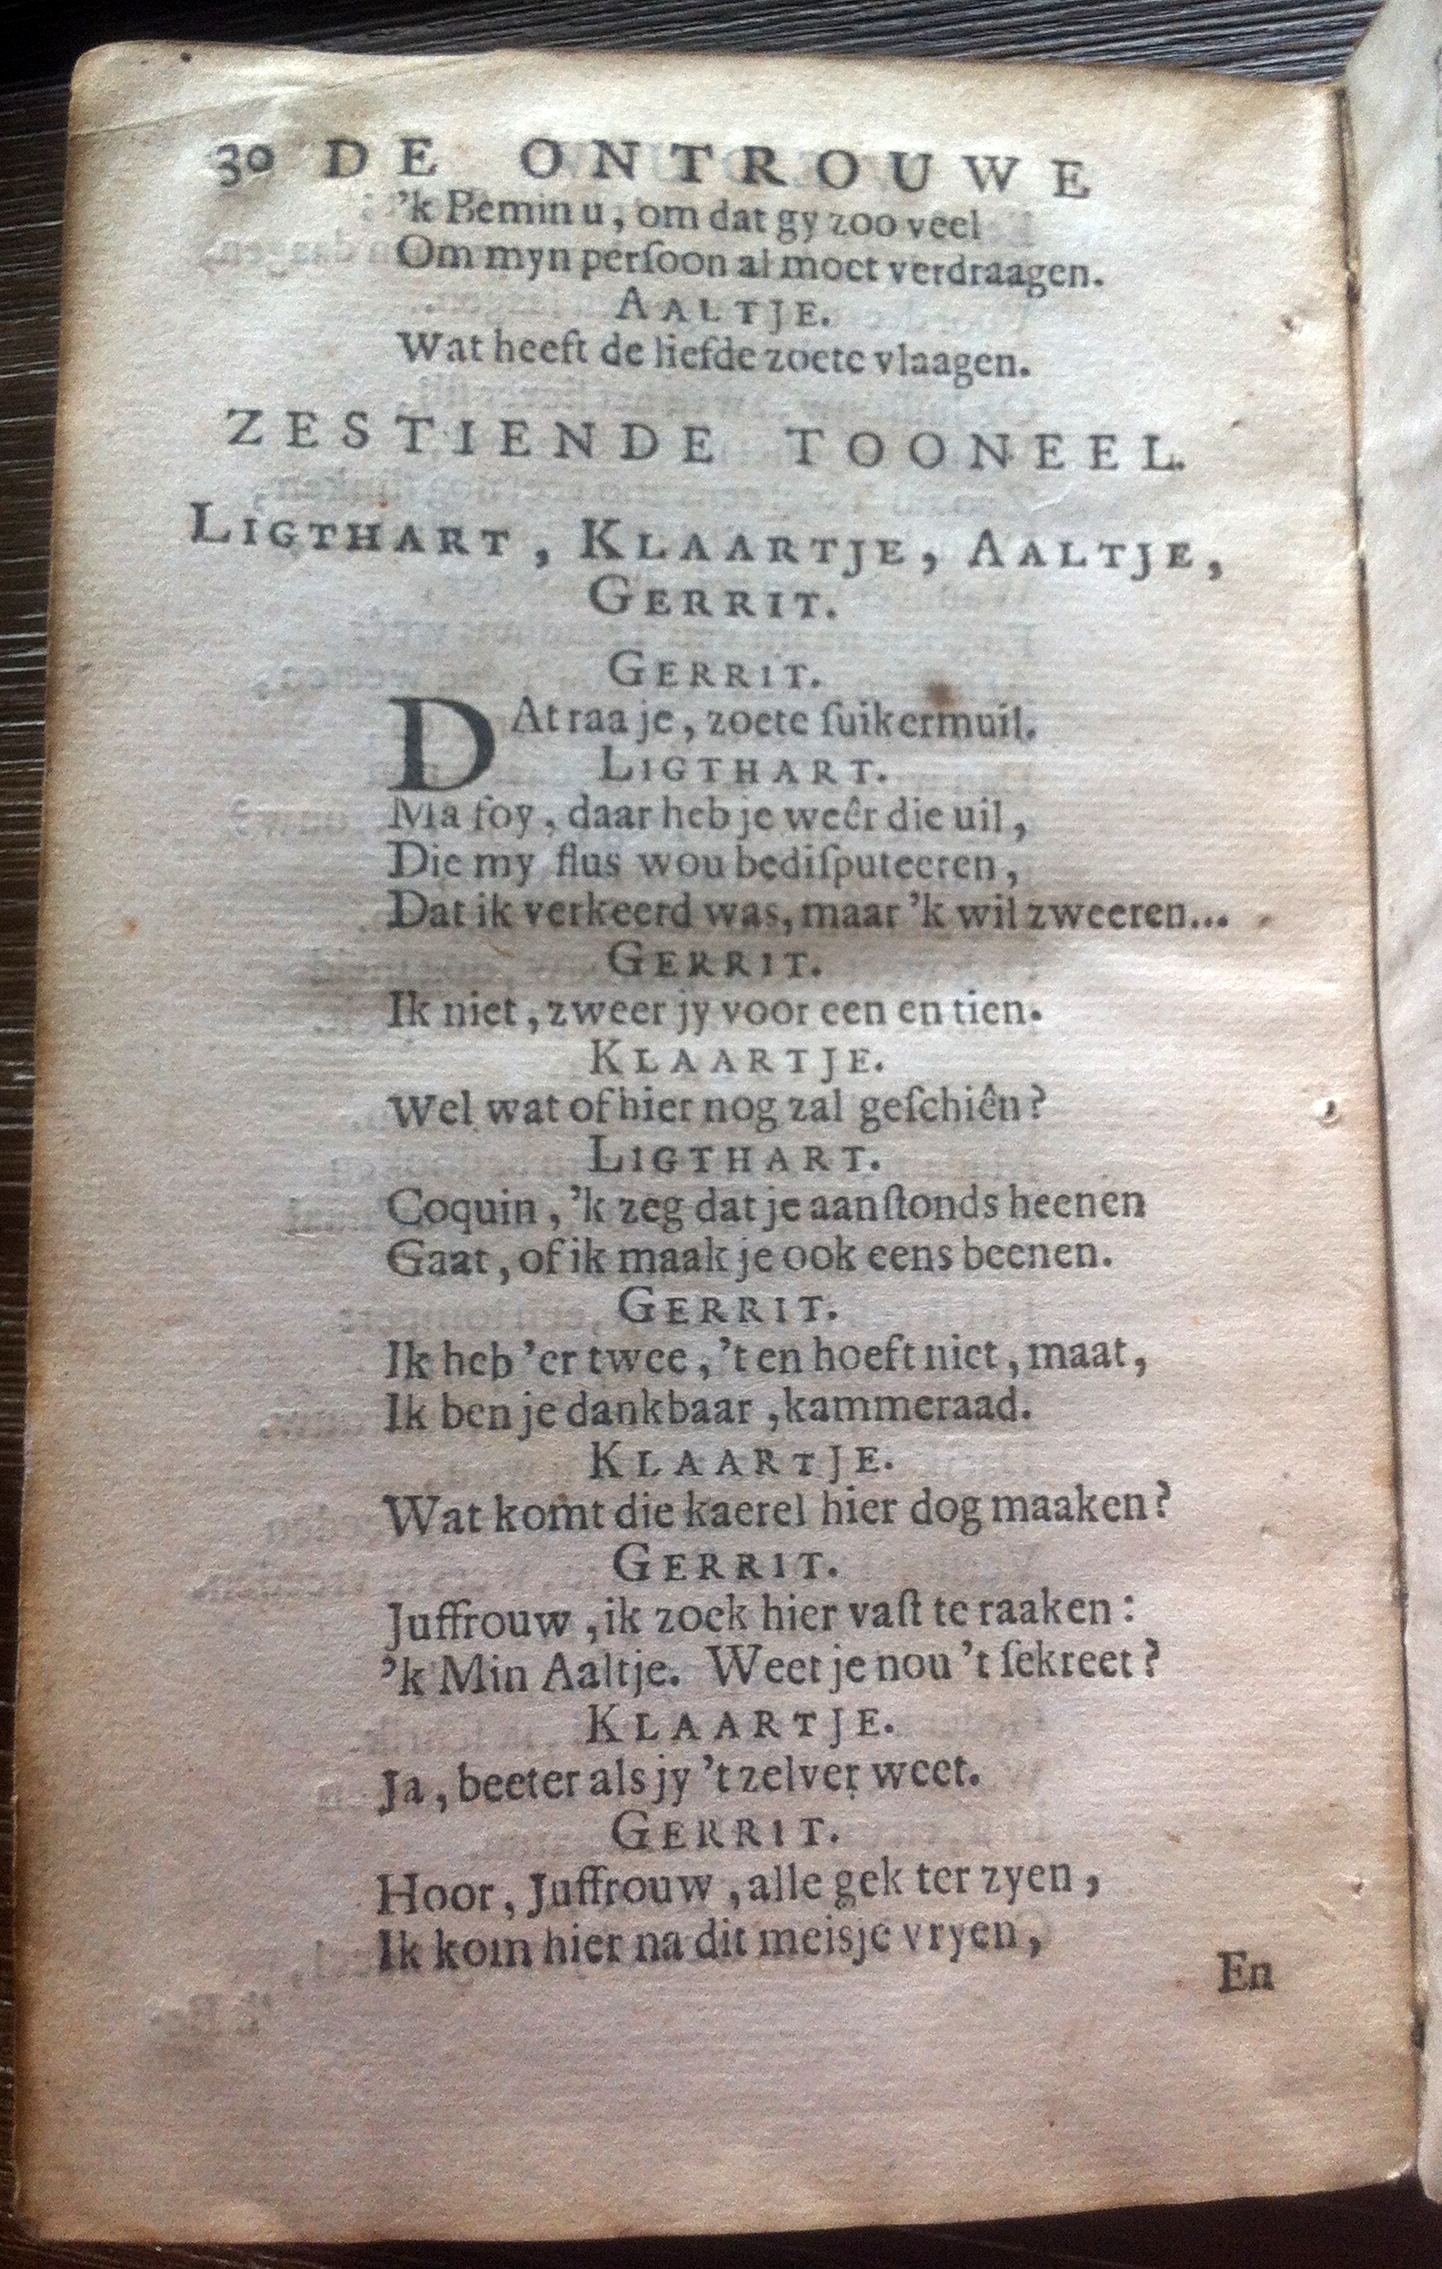 30 DE ONTROUWE
’k Bemin u, om dat gy zoo veel
Om myn perſoon al moet verdraagen.
AALTJE.
Wat heeft de liefde zoete vlaagen.
ZESTIENDE TOONEEL.
LIGTHART, KLAARTJE, AALTJE,
GERRIT.
GERRIT.
DAt raa je, zoete ſuikermuil.
LIGTHART.
Ma foy, daar heb je weêr die uil,
Die my flus wou bediſputeeren,
Dat ik verkeerd was, maar ’k wil zweeren...
GERRIT.
Ik niet, zweer jy voor een en tien.
KLAARTJE.
Wel wat of hier nog zal geſchiên?
LIGTHART.
Coquin, ’k zeg dat je aanſtonds heenen
Gaat, of ik maak je ook eens beenen.
GERRIT.
Ik heb ’er twee, ’t en hoeft niet, maat,
Ik ben je dankbaar, kammeraad.
KLAARTJE.
Wat komt die kaerel hier dog maaken?
GERRIT.
Juffrouw, ik zoek hier vaſt te raaken:
’k Min Aaltje. Weet je nou ’t ſekreet?
KLAARTJE.
Ja, beeter als jy ’t zelver weet.
GERRIT.
Hoor, Juffrouw, alle gek ter zyen,
Ik kom hier na dit meisje vryen,
En